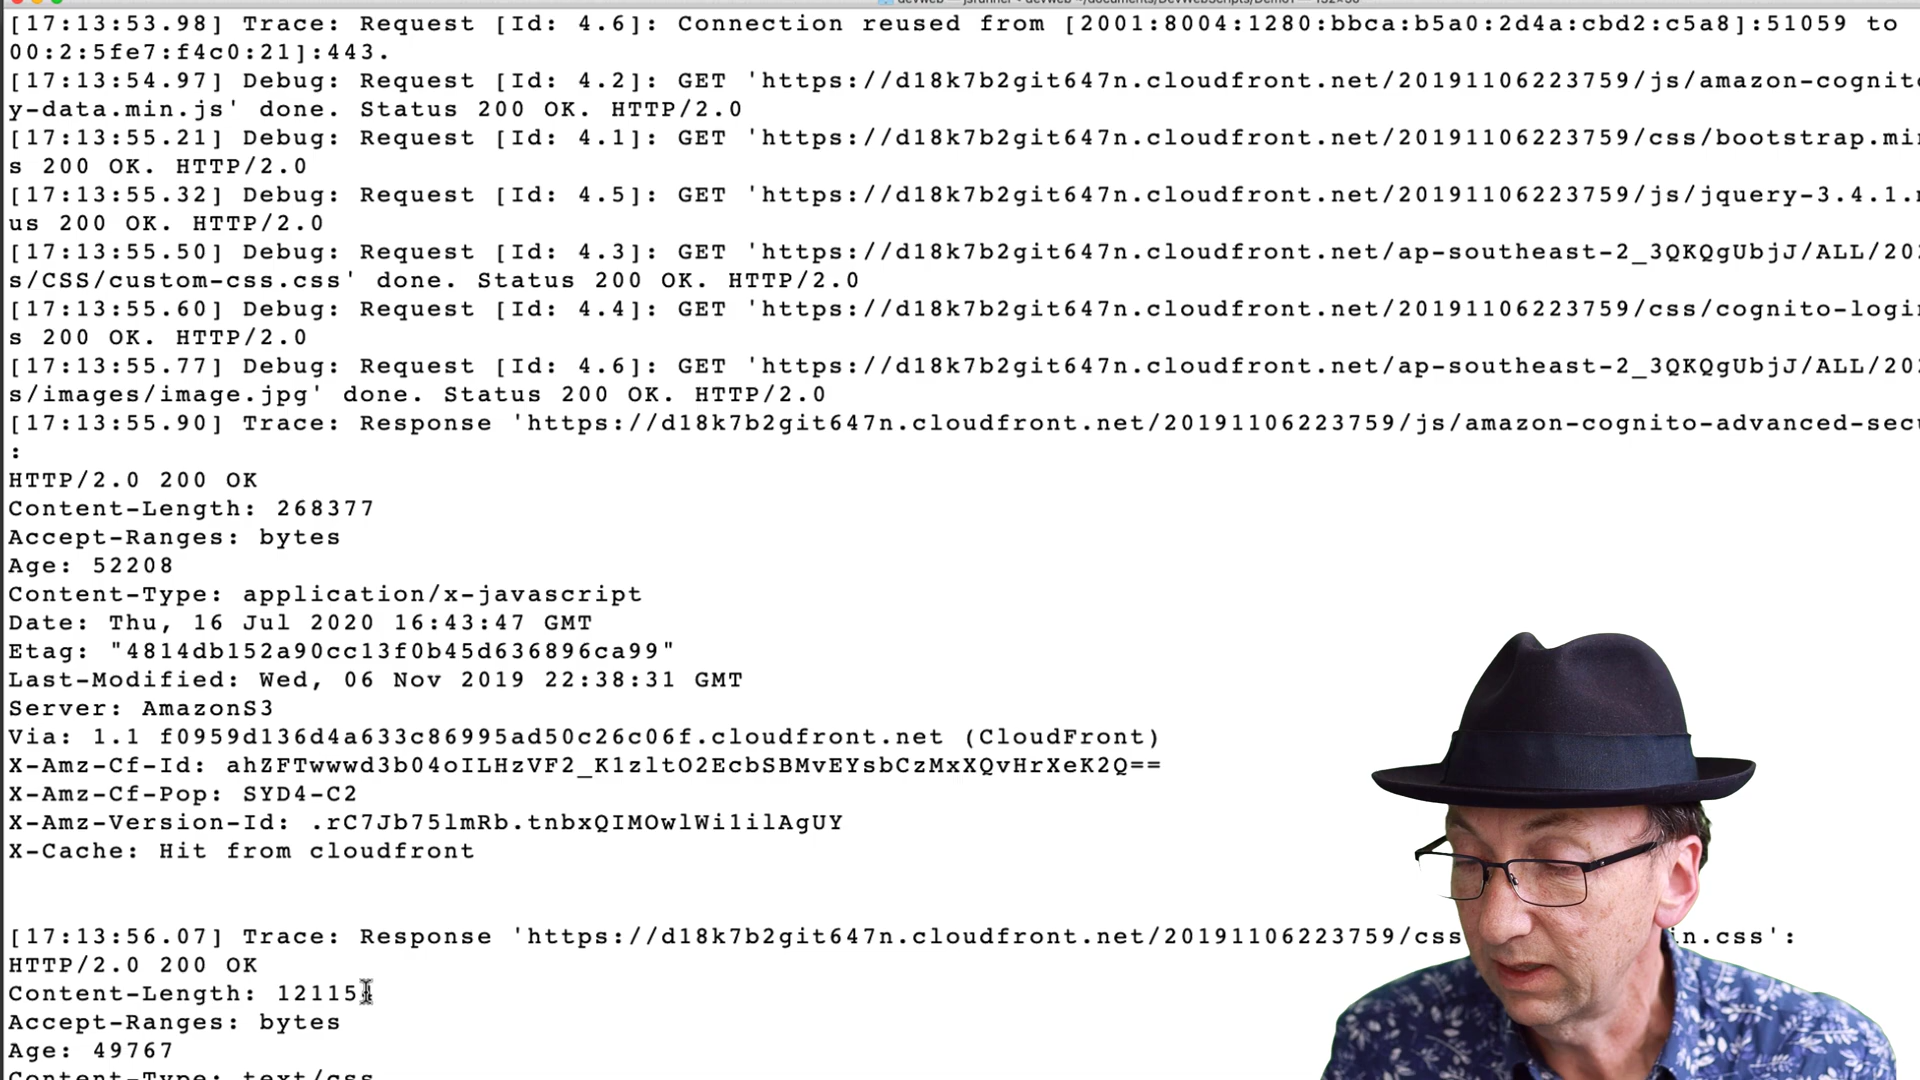 [17:13:53.98] Trace: Request [Id: 4.6]: Connection reused from [2001:8004:1280:bbca:b5a0:2d4a:cbd2:c5a8]:51059 to
00:2:5fe7:f4c0:21]:443.
[17:13:54.97] Debug: Request [Id: 4.2]: GET 'https://d18k7b2git647n.cloudfront.net/20191106223759/js/amazon-cognito
y-data.min.js' done. Status 200 OK. HTTP/2.0
[17:13:55.21] Debug: Request [Id: 4.1]: GET 'https://d18k7b2git647n.cloudfront.net/20191106223759/css/bootstrap.min
s 200 OK. HTTP/2.0
[17:13:55.32] Debug: Request [Id: 4.5]: GET 'https://d18k7b2git647n.cloudfront.net/20191106223759/js/jquery-3.4.1.
us 200 OK. HTTP/2.0
[17:13:55.50] Debug: Request [Id: 4.3]: GET 'https://d18k7b2git647n.cloudfront.net/ap-southeast-2_3QKQgUbjJ/ALL/20
s/CSS/custom-css.css' done. Status 200 OK. HTTP/2.0
[17:13:55.60] Debug: Request [Id: 4.4]: GET 'https://d18k7b2git647n.cloudfront.net/20191106223759/css/cognito-login
s 200 OK. HTTP/2.0
[17:13:55.77] Debug: Request [Id: 4.6]: GET 'https://d18k7b2git647n.cloudfront.net/ap-southeast-2_3QKQgUbjJ/ALL/20
s/images/image.jpg' done. Status 200 OK. HTTP/2.0
[17:13:55.90] Trace: Response 'https://d18k7b2git647n.cloudfront.net/20191106223759/js/amazon-cognito-advanced-secu
:
HTTP/2.0 200 OK
Content-Length: 268377
Accept-Ranges: bytes
Age: 52208
Content-Type: application/x-javascript
Date: Thu, 16 Jul 2020 16:43:47 GMT
Etag: "4814db152a90cc13f0b45d636896ca99"
Last-Modified: Wed, 06 Nov 2019 22:38:31 GMT
Server: AmazonS3
Via: 1.1 f0959d136d4a633c86995ad50c26c06f.cloudfront.net (CloudFront)
X-Amz-Cf-Id: ahZFTwwwd3b04oILHzVF2_K1zltO2EcbSBMvEYsbCzMxXQvHrXeK2Q==
X-Amz-Cf-Pop: SYD4-C2
X-Amz-Version-Id: .rC7Jb75lmRb.tnbxQIMOwlWi1ilAgUY
X-Cache: Hit from cloudfront
[17:13:56.07] Trace: Response 'https://d18k7b2git647n.cloudfront.net/20191106223759/css in.css':
HTTP/2.0 200 OK
Content-Length: 12115
Accept-Ranges: bytes
Age: 49767
Content-Type: text/css